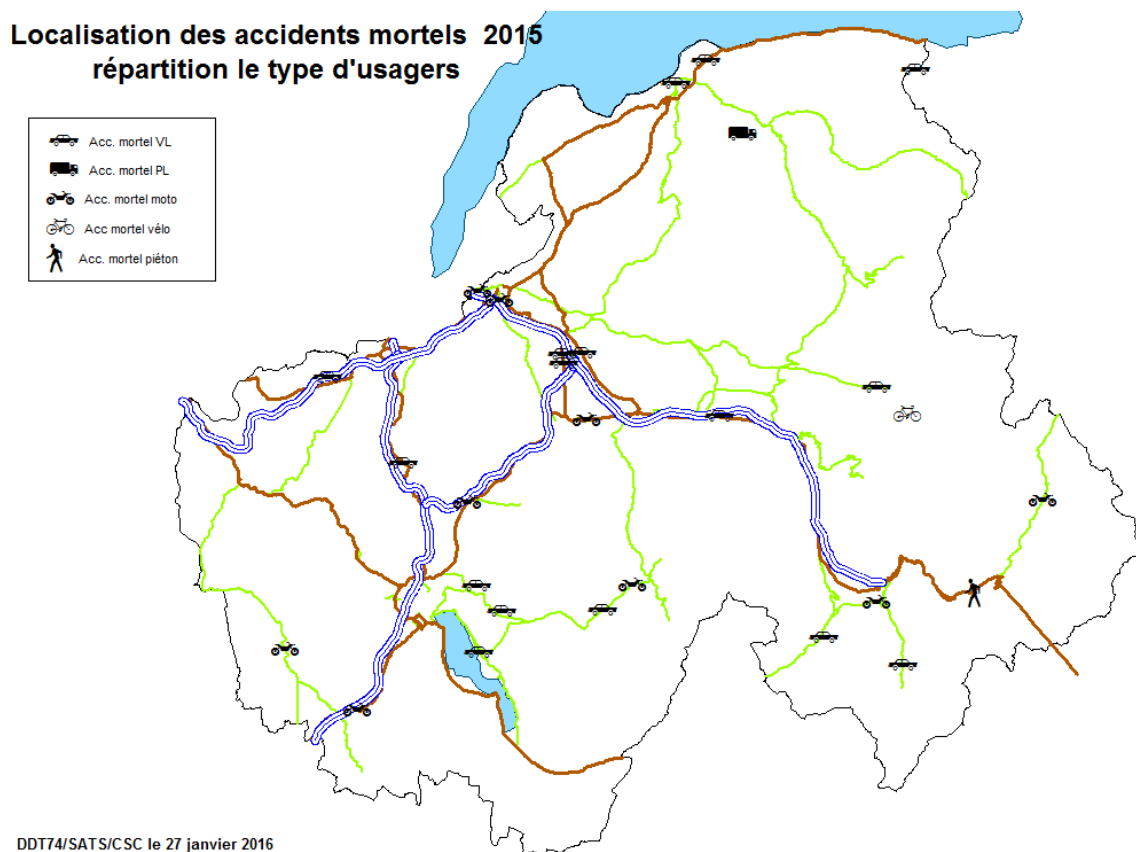 Localisation des accidents mortels  2015
répartition le type d'usagers
Acc. mortel VL
Acc. mortel PL
Acc. mortel moto
Acc mortel vélo
Acc. mortel piéton
DDT74/SATS/CSC le 27 janvier 2016